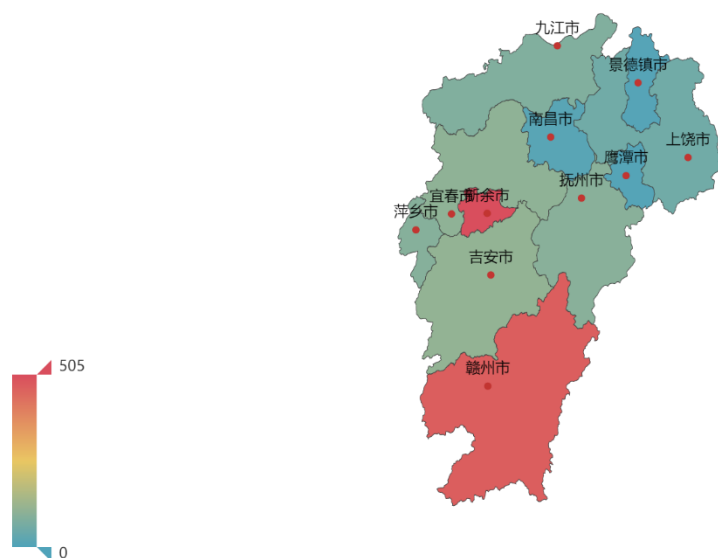 九江市
景德镇市
南昌市
上饶市
鹰潭市
抚州市
宜春市
新余市
萍乡市
吉安市
赣州市
505
0